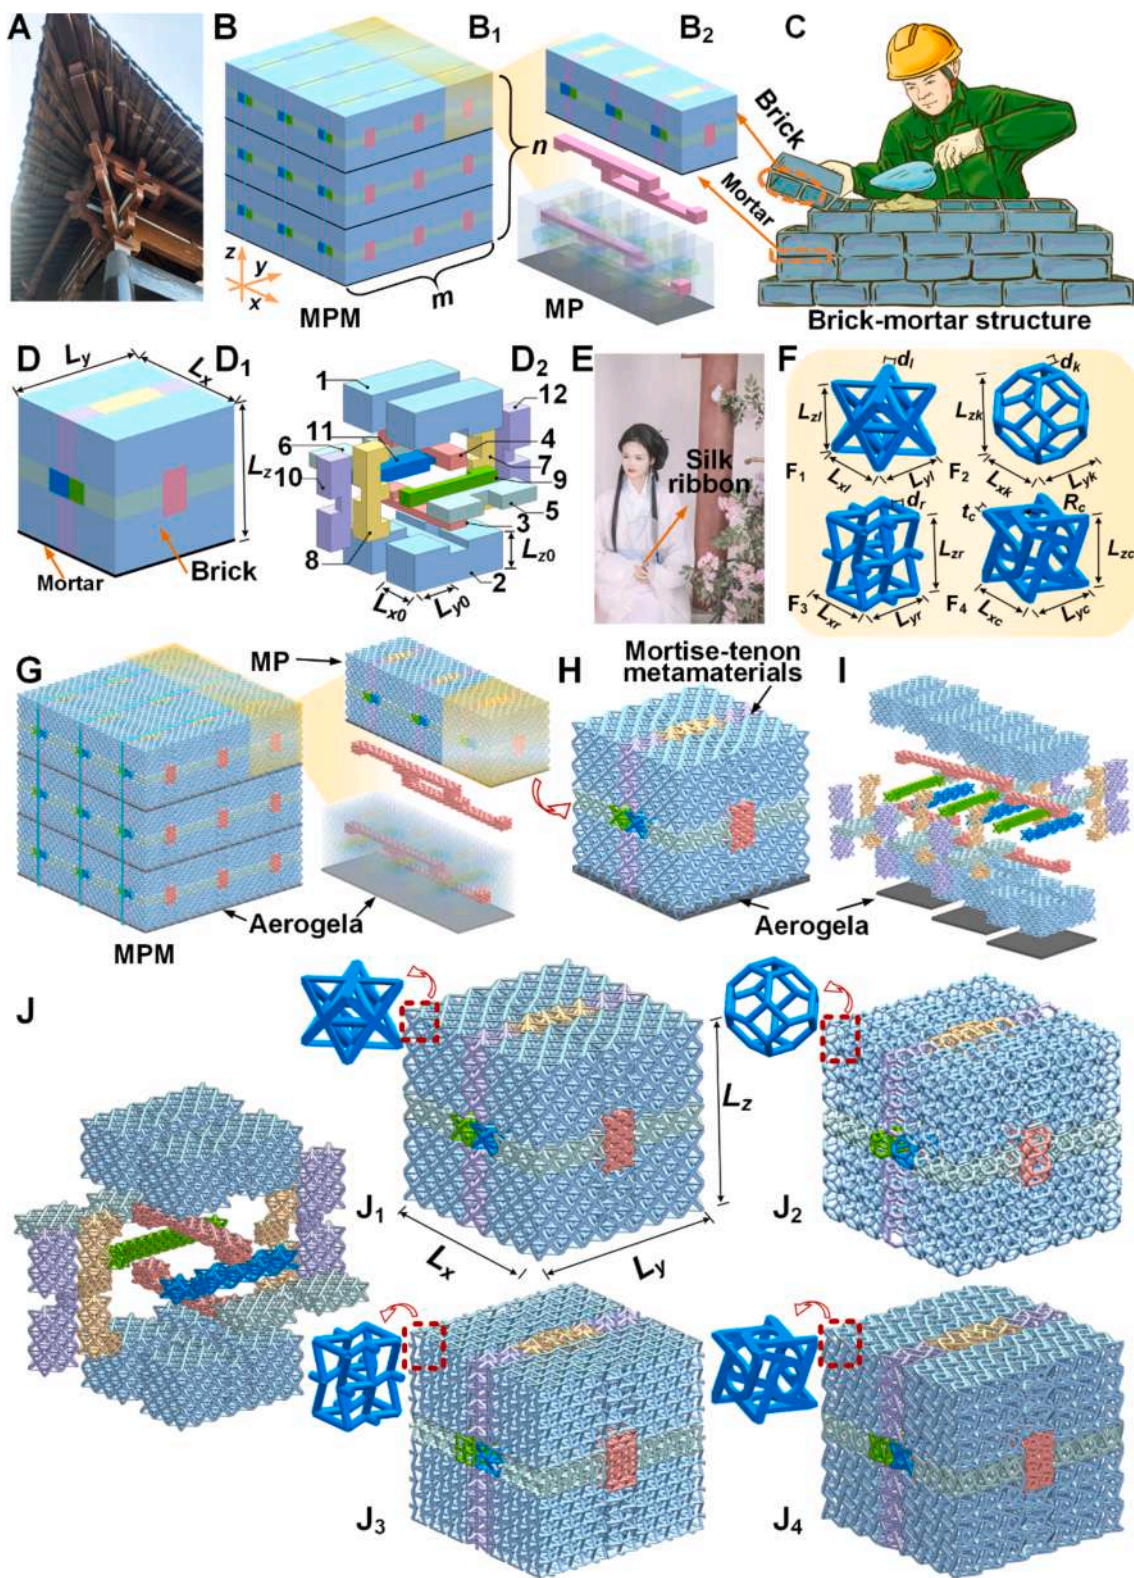 A
B
B1
B2
C
Brick
Mortar
n
m
z
y
x
MPM
MP
Brick-mortar structure
D
Ly
Lx
Lz
Mortar
Brick
D1
D2
1
12
11
6
10
4
7
9
5
3
8
2
Lz0
Lx0
Ly0
E
Silk
ribbon
F
dl
dk
Lzl
Lzk
F1
Lxl
Lyl
F2
Lxk
Lyk
dr
tc
Rc
Lzr
Lzc
F3
Lxr
Lyr
F4
Lxc
Lyc
G
MP
Mortise-tenon
metamaterials
H
I
Aerogela
MPM
Aerogela
J
Lz
J1
J2
Lx
Ly
J3
J4